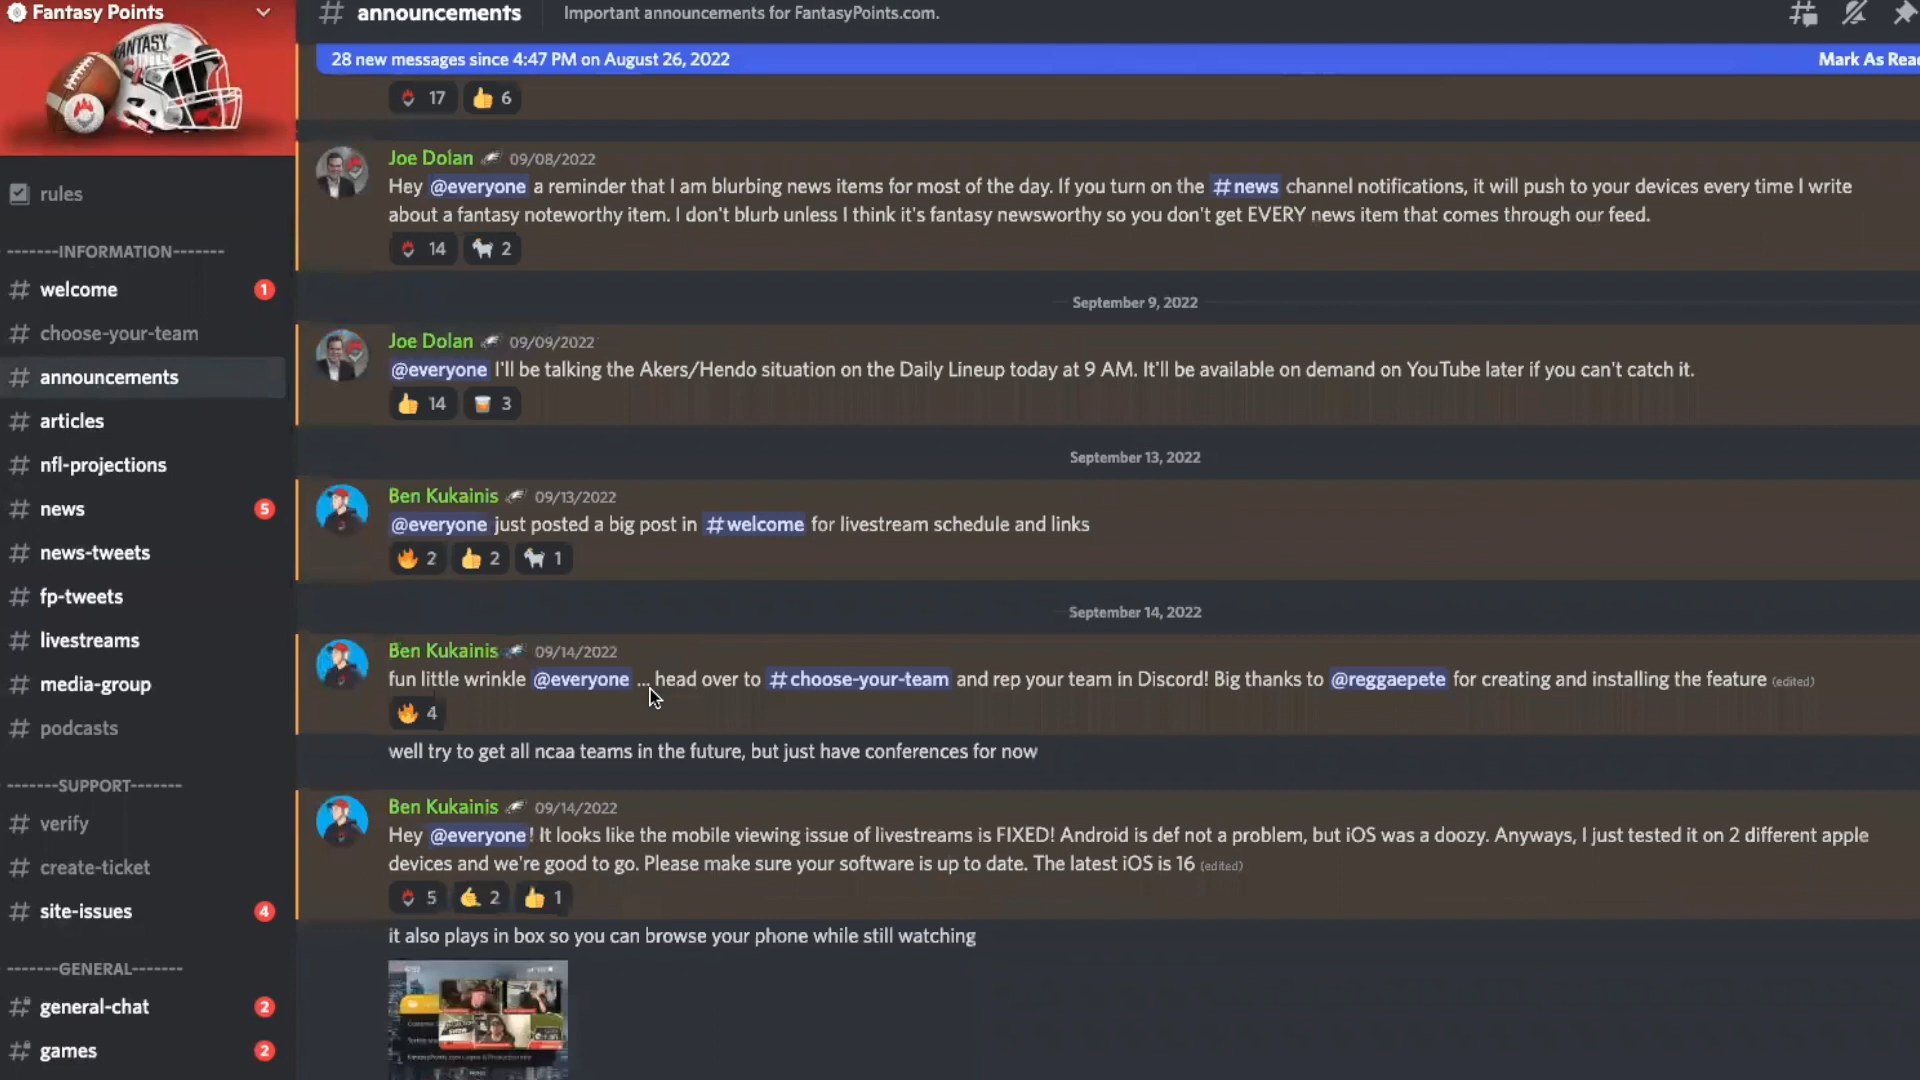 Fantasy Points
FANTASY
rules
-------INFORMATION-------
# welcome 1
# choose-your-team
# announcements
# articles
# nfl-projections
# news 5
# news-tweets
# fp-tweets
# livestreams
# media-group
# podcasts
-------SUPPORT-------
# verify
# create-ticket
# site-issues 4
-------GENERAL-------
# general-chat 2
# games 2
# announcements Important announcements for FantasyPoints.com.
28 new messages since 4:47 PM on August 26, 2022 Mark As Read
17 6
Joe Dolan 09/08/2022
Hey @everyone a reminder that I am blurbing news items for most of the day. If you turn on the # news channel notifications, it will push to your devices every time I write
about a fantasy noteworthy item. I don't blurb unless I think it's fantasy newsworthy so you don't get EVERY news item that comes through our feed.
14 2
September 9, 2022
Joe Dolan 09/09/2022
@everyone I'll be talking the Akers/Hendo situation on the Daily Lineup today at 9 AM. It'll be available on demand on YouTube later if you can't catch it.
14 3
September 13, 2022
Ben Kukainis 09/13/2022
@everyone just posted a big post in # welcome for livestream schedule and links
2 2 1
September 14, 2022
Ben Kukainis 09/14/2022
fun little wrinkle @everyone ... head over to # choose-your-team and rep your team in Discord! Big thanks to @reggaepete for creating and installing the feature (edited)
4
well try to get all ncaa teams in the future, but just have conferences for now
Ben Kukainis 09/14/2022
Hey @everyone! It looks like the mobile viewing issue of livestreams is FIXED! Android is def not a problem, but iOS was a doozy. Anyways, I just tested it on 2 different apple
devices and we're good to go. Please make sure your software is up to date. The latest iOS is 16 (edited)
5 2 1
it also plays in box so you can browse your phone while still watching